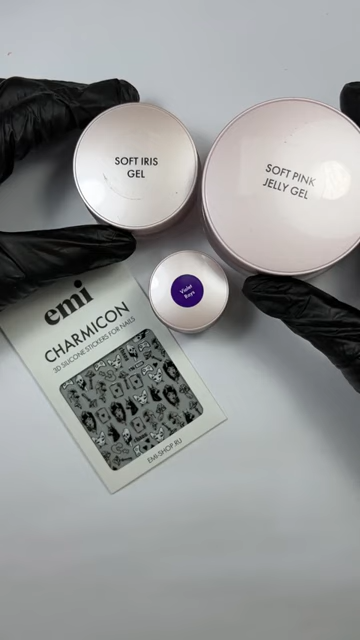 SOFT IRIS
GEL
SOFT PINK
JELLY GEL
Violet
Rays
emi
CHARMICON
3D SILICONE STICKERS FOR NAILS
EMI-SHOP.RU